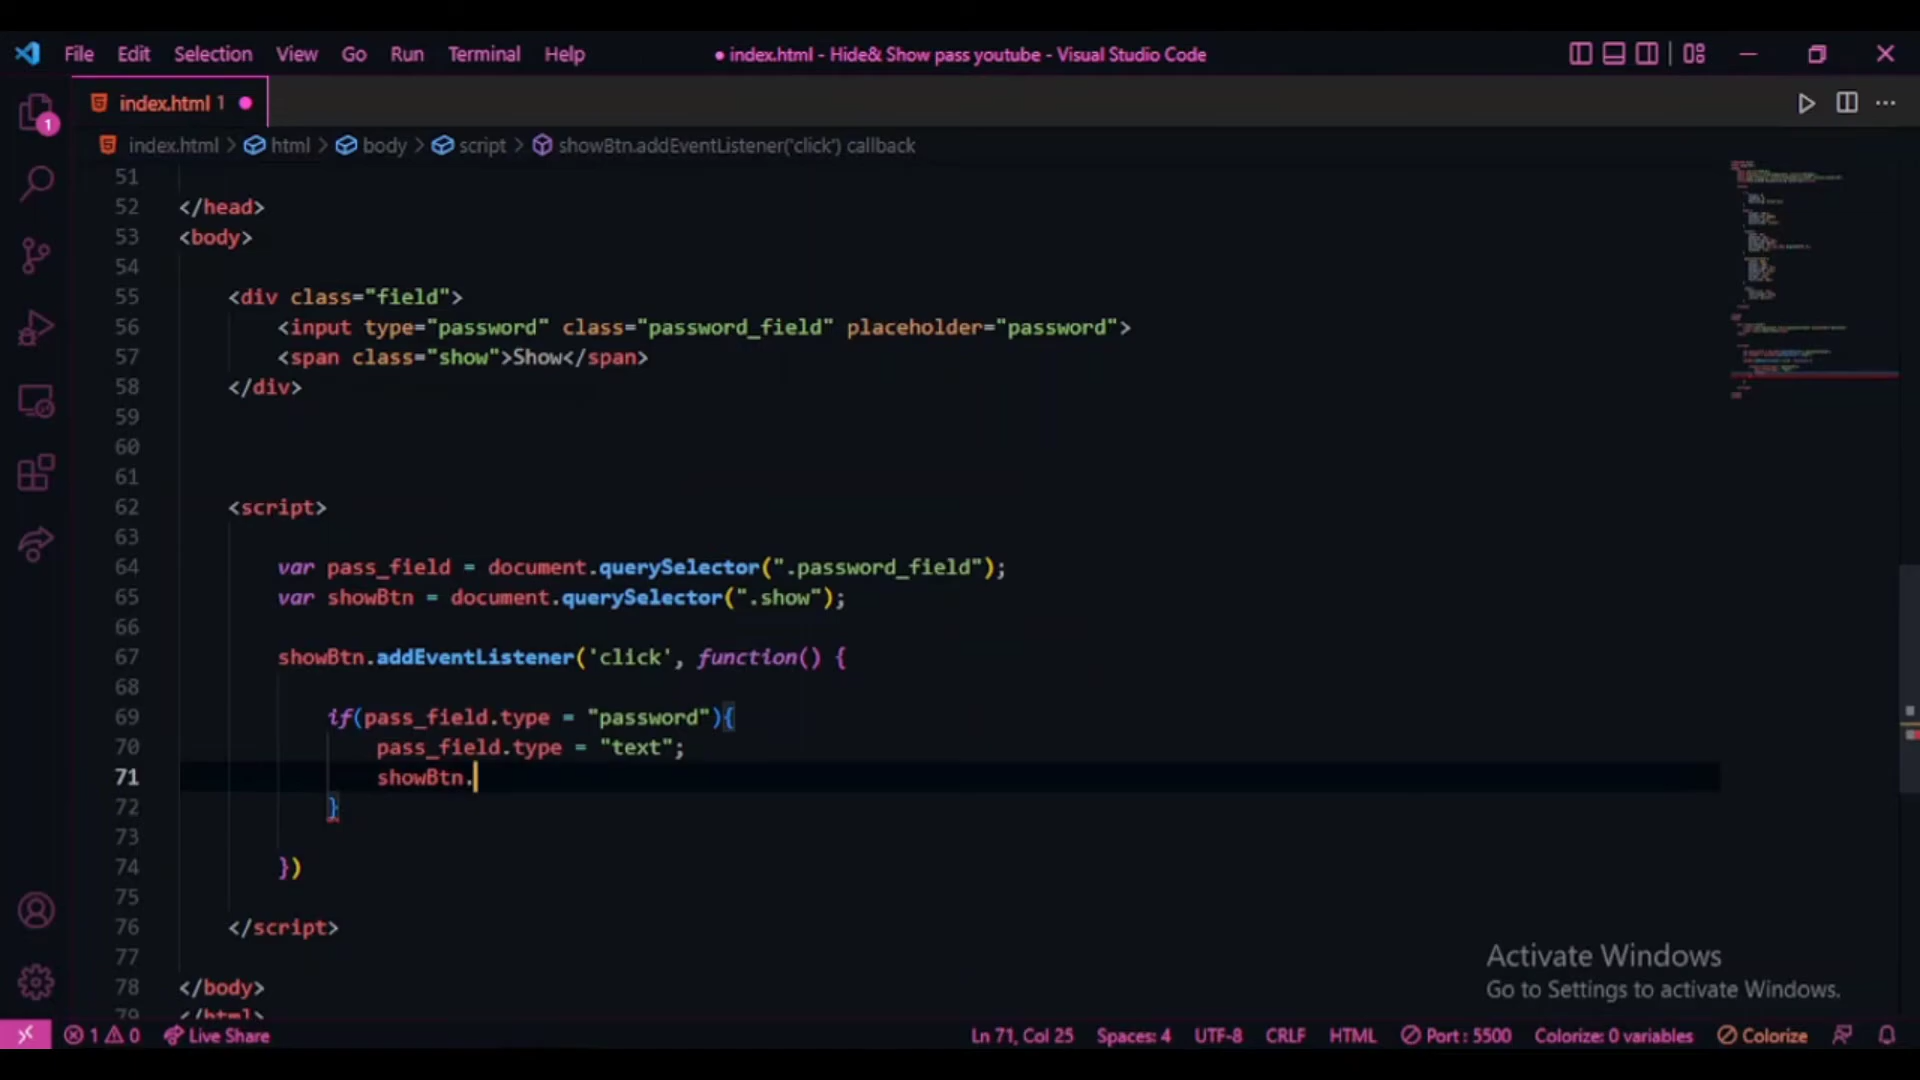 File Edit Selection View Go Run Terminal Help ● index.html - Hide& Show pass youtube - Visual Studio Code
index.html 1 ●
1
index.html > html > body > script > showBtn.addEventListener('click') callback
51
52 </head>
53 <body>
54
55 <div class="field">
56 <input type="password" class="password_field" placeholder="password">
57 <span class="show">Show</span>
58 </div>
59
60
61
62 <script>
63
64 var pass_field = document.querySelector(".password_field");
65 var showBtn = document.querySelector(".show");
66
67 showBtn.addEventListener('click', function() {
68
69 if(pass_field.type = "password"){
70 pass_field.type = "text";
71 showBtn.
72 }
73
74 })
75
76 </script>
77
78 </body>
79 </html>
Activate Windows
Go to Settings to activate Windows.
1 0 Live Share Ln 71, Col 25 Spaces: 4 UTF-8 CRLF HTML Port : 5500 Colorize: 0 variables Colorize